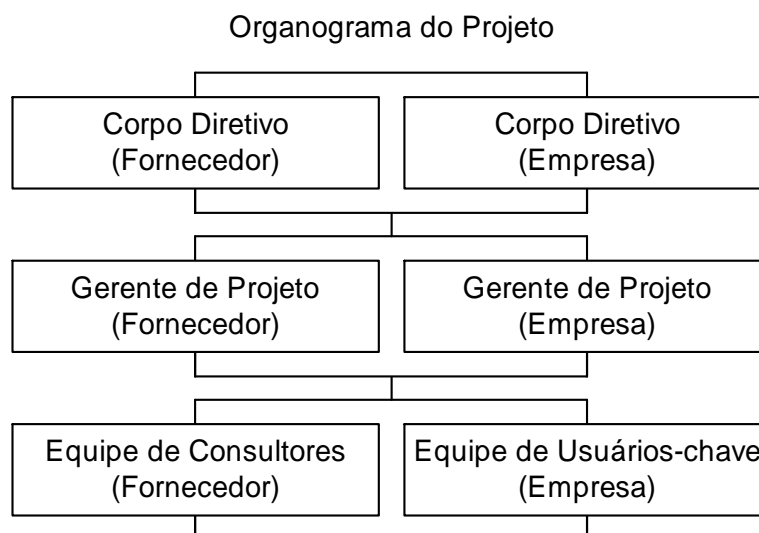 Organograma do Projeto
Corpo Diretivo
(Fornecedor)
Corpo Diretivo
(Empresa)
Gerente de Projeto
(Fornecedor)
Gerente de Projeto
(Empresa)
Equipe de Consultores
(Fornecedor)
Equipe de Usuários-chave
(Empresa)